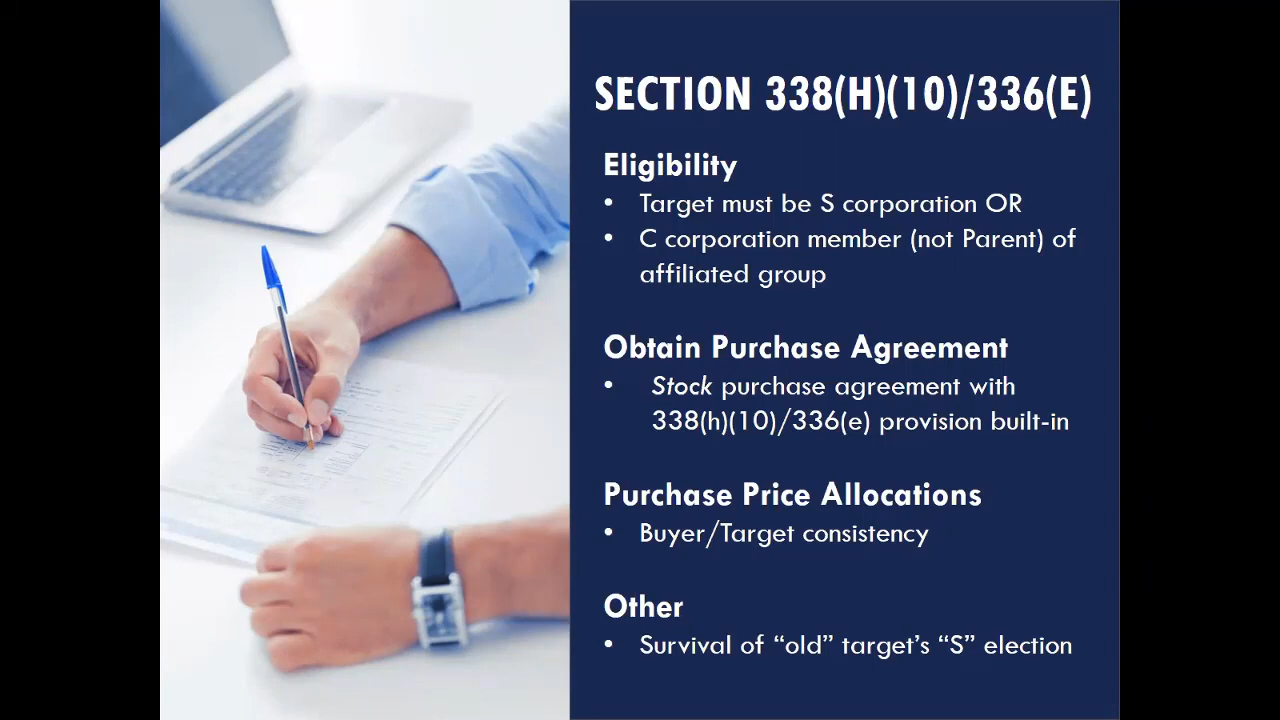 SECTION 338(H)(10)/336(E)
Eligibility
• Target must be S corporation OR
• C corporation member (not Parent) of
affiliated group
Obtain Purchase Agreement
• Stock purchase agreement with
338(h)(10)/336(e) provision built-in
Purchase Price Allocations
• Buyer/Target consistency
Other
• Survival of “old” target’s “S” election